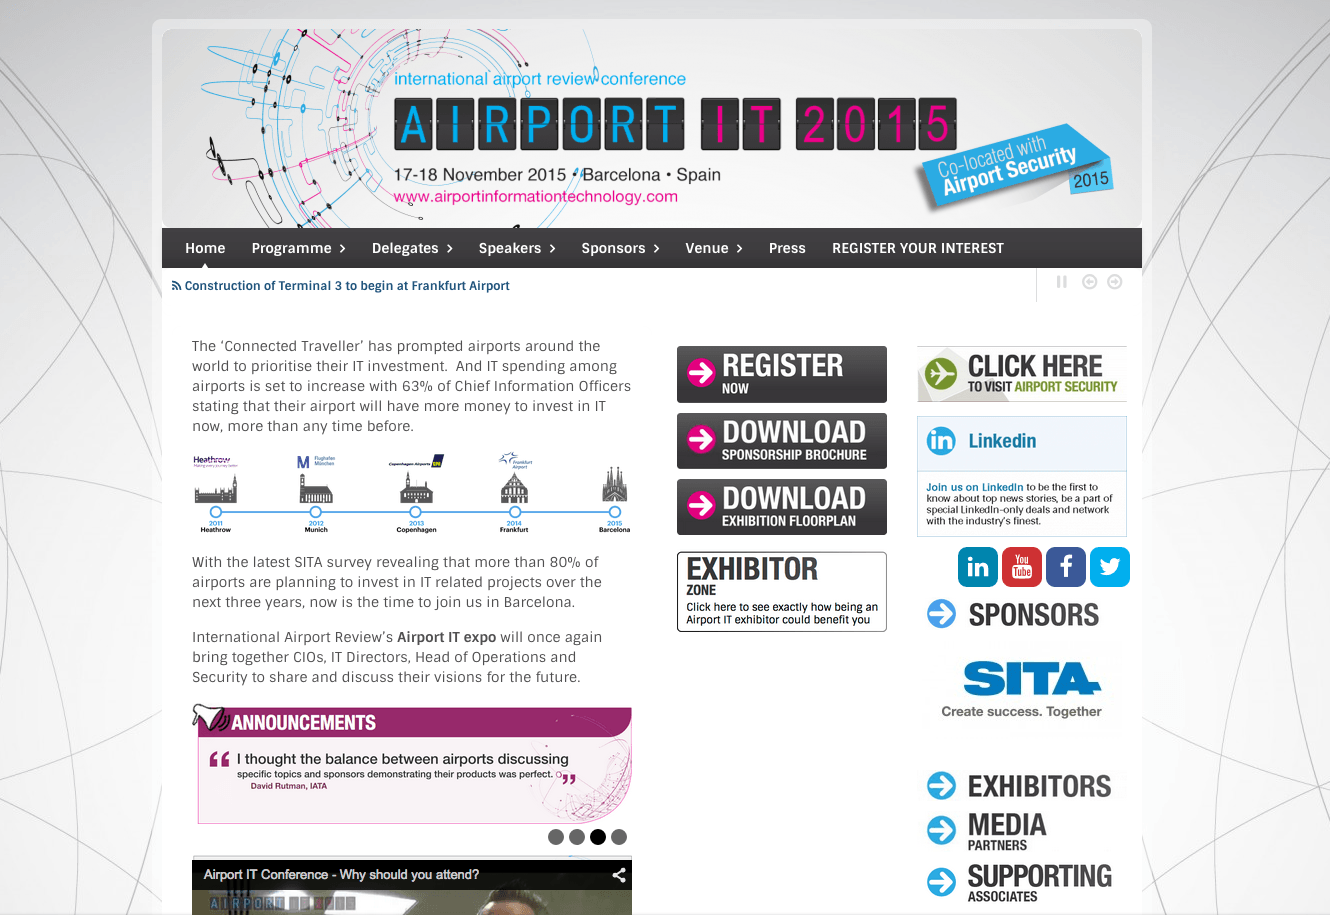 international airport review conference
AIRPORT IT 2015
17-18 November 2015 • Barcelona • Spain
www.airportinformationtechnology.com
Co-located with
Airport Security
2015
Home Programme Delegates Speakers Sponsors Venue Press REGISTER YOUR INTEREST
Construction of Terminal 3 to begin at Frankfurt Airport
The ‘Connected Traveller’ has prompted airports around the
world to prioritise their IT investment. And IT spending among
airports is set to increase with 63% of Chief Information Officers
stating that their airport will have more money to invest in IT
now, more than any time before.
Heathrow
Making every journey better
M Flughafen
München
Copenhagen Airports
Frankfurt
Airport
2011 2012 2013 2014 2015
Heathrow Munich Copenhagen Frankfurt Barcelona
With the latest SITA survey revealing that more than 80% of
airports are planning to invest in IT related projects over the
next three years, now is the time to join us in Barcelona.
International Airport Review’s Airport IT expo will once again
bring together CIOs, IT Directors, Head of Operations and
Security to share and discuss their visions for the future.
ANNOUNCEMENTS
“ I thought the balance between airports discussing
specific topics and sponsors demonstrating their products was perfect. ”
David Rutman, IATA
Airport IT Conference - Why should you attend?
AIRPORT IT 2015
REGISTER
NOW
DOWNLOAD
SPONSORSHIP BROCHURE
DOWNLOAD
EXHIBITION FLOORPLAN
EXHIBITOR
ZONE
Click here to see exactly how being an
Airport IT exhibitor could benefit you
CLICK HERE
TO VISIT AIRPORT SECURITY
in Linkedin
Join us on LinkedIn to be the first to
know about top news stories, be a part of
special LinkedIn-only deals and network
with the industry's finest.
in You Tube f
SPONSORS
SITA
Create success. Together
EXHIBITORS
MEDIA
PARTNERS
SUPPORTING
ASSOCIATES